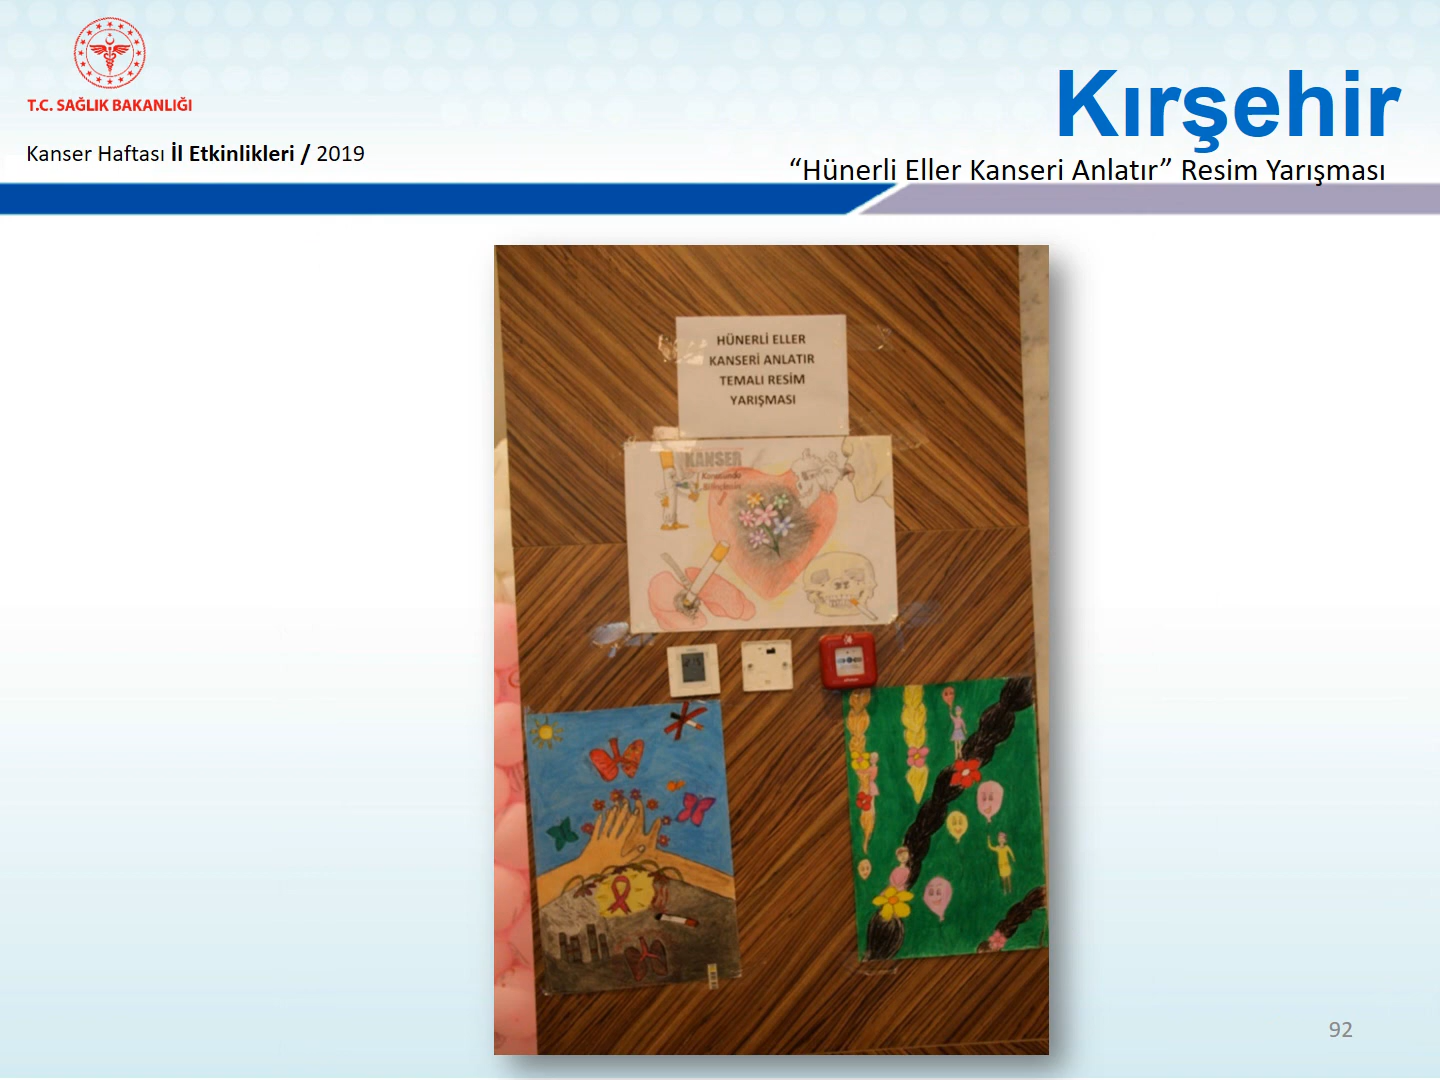 T.C. SAĞLIK BAKANLIĞI
Kanser Haftası İl Etkinlikleri / 2019
Kırşehir
“Hünerli Eller Kanseri Anlatır” Resim Yarışması
HÜNERLİ ELLER
KANSERİ ANLATIR
TEMALI RESİM
YARIŞMASI
KANSER
92